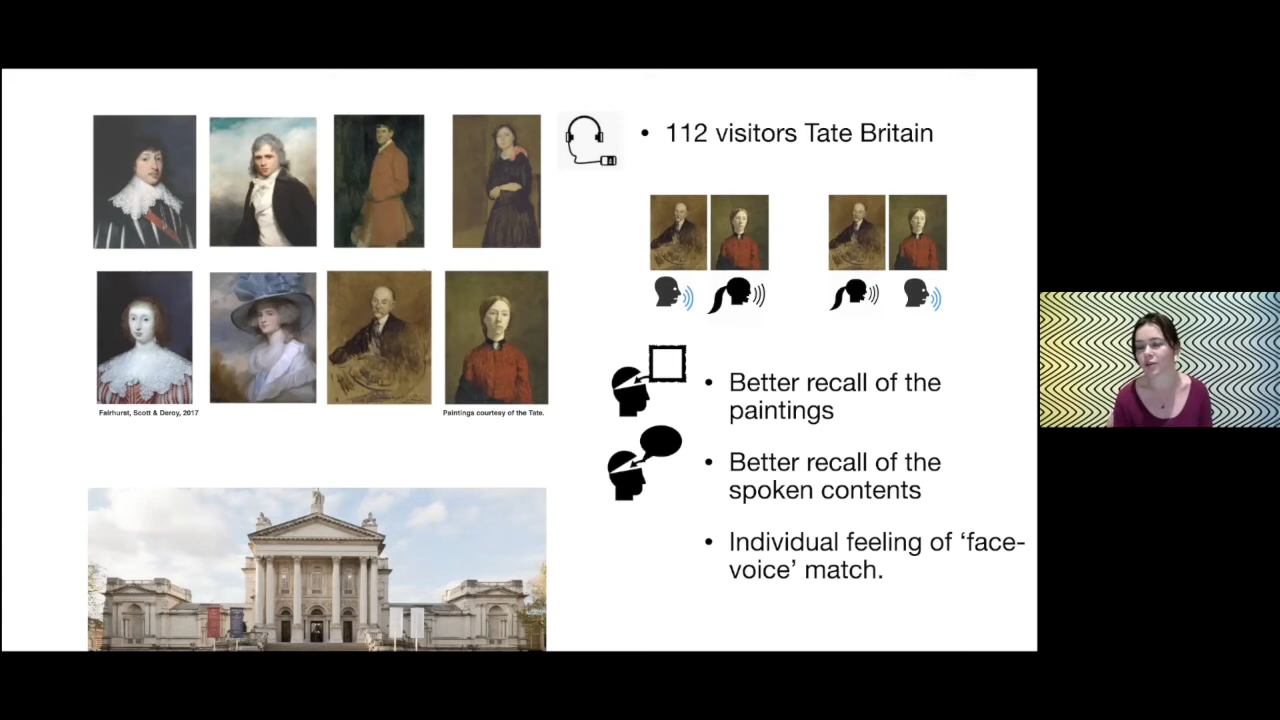 • 112 visitors Tate Britain
Fairhurst, Scott & Deroy, 2017
Paintings courtesy of the Tate.
• Better recall of the
paintings
• Better recall of the
spoken contents
• Individual feeling of ‘face-
voice’ match.